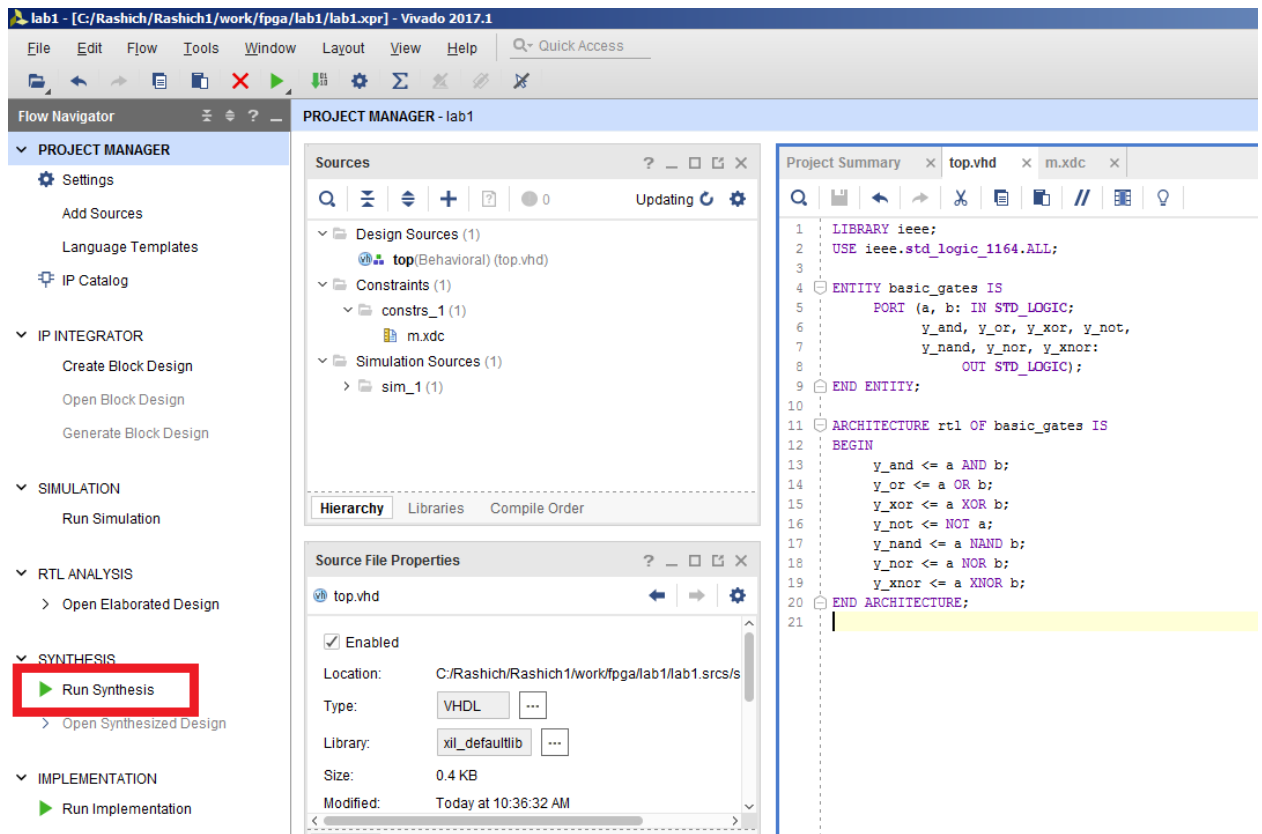 lab1 - [C:/Rashich/Rashich1/work/fpga/lab1/lab1.xpr] - Vivado 2017.1
File Edit Flow Tools Window Layout View Help Quick Access
Flow Navigator
PROJECT MANAGER
Settings
Add Sources
Language Templates
IP Catalog
IP INTEGRATOR
Create Block Design
Open Block Design
Generate Block Design
SIMULATION
Run Simulation
RTL ANALYSIS
Open Elaborated Design
SYNTHESIS
Run Synthesis
Open Synthesized Design
IMPLEMENTATION
Run Implementation
PROJECT MANAGER - lab1
Sources
0 Updating
Design Sources (1)
top(Behavioral) (top.vhd)
Constraints (1)
constrs_1 (1)
m.xdc
Simulation Sources (1)
sim_1 (1)
Hierarchy Libraries Compile Order
Source File Properties
top.vhd
Enabled
Location: C:/Rashich/Rashich1/work/fpga/lab1/lab1.srcs/s
Type: VHDL ...
Library: xil_defaultlib ...
Size: 0.4 KB
Modified: Today at 10:36:32 AM
Project Summary top.vhd m.xdc
1 LIBRARY ieee;
2 USE ieee.std_logic_1164.ALL;
3
4 ENTITY basic_gates IS
5 PORT (a, b: IN STD_LOGIC;
6 y_and, y_or, y_xor, y_not,
7 y_nand, y_nor, y_xnor:
8 OUT STD_LOGIC);
9 END ENTITY;
10
11 ARCHITECTURE rtl OF basic_gates IS
12 BEGIN
13 y_and <= a AND b;
14 y_or <= a OR b;
15 y_xor <= a XOR b;
16 y_not <= NOT a;
17 y_nand <= a NAND b;
18 y_nor <= a NOR b;
19 y_xnor <= a XNOR b;
20 END ARCHITECTURE;
21